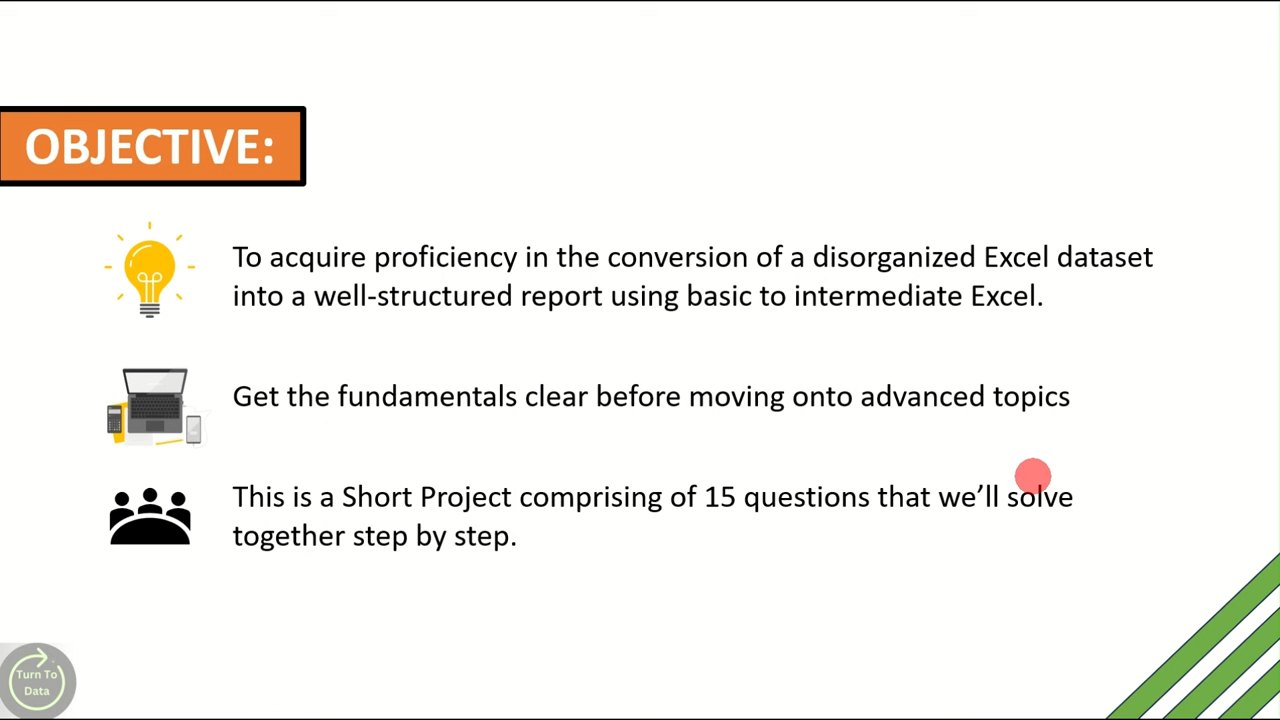 OBJECTIVE:
To acquire proficiency in the conversion of a disorganized Excel dataset
into a well-structured report using basic to intermediate Excel.
Get the fundamentals clear before moving onto advanced topics
This is a Short Project comprising of 15 questions that we’ll solve
together step by step.
Turn To
Data